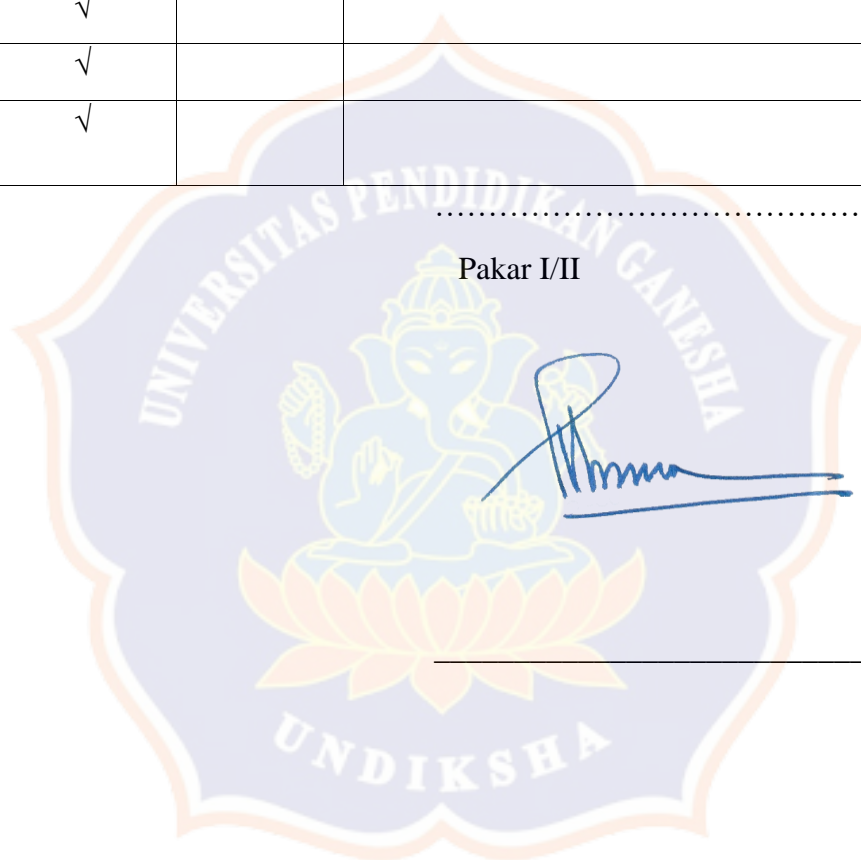 √
√
√
……………………………………
Pakar I/II
UNIVERSITAS PENDIDIKAN GANESHA
UNDIKSHA